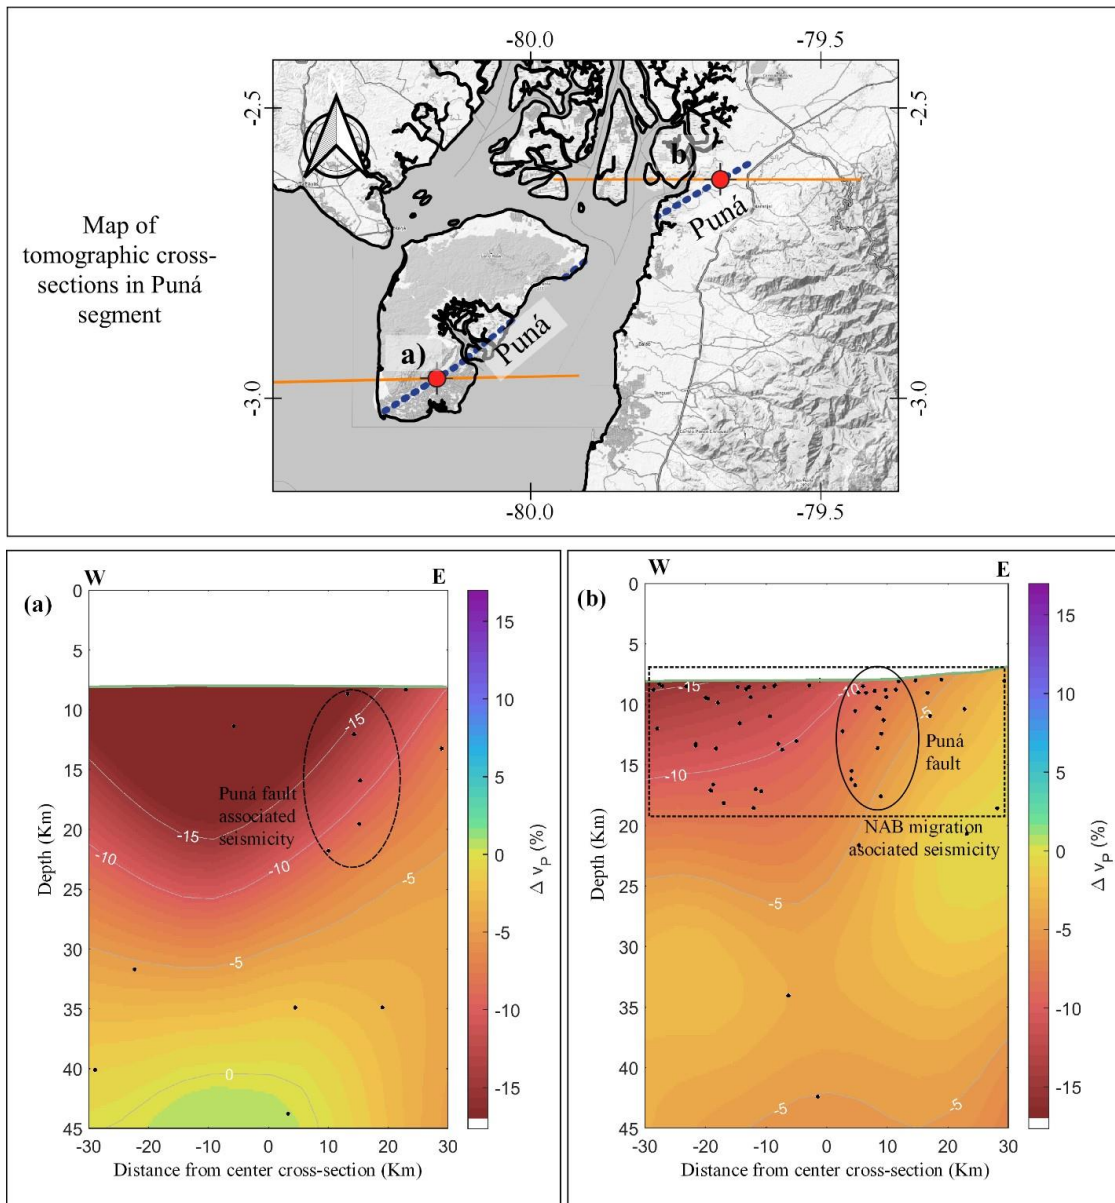 Map of
tomographic cross-
sections in Puná
segment
-80.0
-79.5
-2.5
-2.5
b)
Puná
a)
Puná
-3.0
-3.0
-80.0
-79.5
(a)
W
E
0
5
10
15
20
25
30
35
40
45
Depth (Km)
-15
Puná fault
associated
seismicity
-15
-10
-10
-5
-5
0
-30
-20
-10
0
10
20
30
Distance from center cross-section (Km)
15
10
5
0
-5
-10
-15
Δ vP (%)
(b)
W
E
0
5
10
15
20
25
30
35
40
45
Depth (Km)
-15
-10
-5
Puná
fault
-10
NAB migration
asociated seismicity
-5
-5
-5
-30
-20
-10
0
10
20
30
Distance from center cross-section (Km)
15
10
5
0
-5
-10
-15
Δ vP (%)